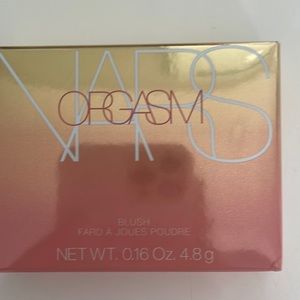 NARS
ORGASM
BLUSH
FARD À JOUES POUDRE
NET WT. 0.16 Oz. 4.8 g